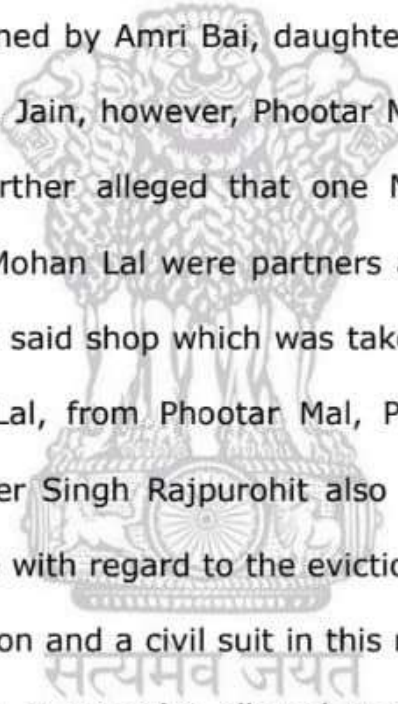 ned by Amri Bai, daughte
Jain, however, Phootar M
rther alleged that one N
Mohan Lal were partners a
said shop which was take
Lal, from Phootar Mal, P
er Singh Rajpurohit also
with regard to the evictio
on and a civil suit in this r
सत्यमेव जयते